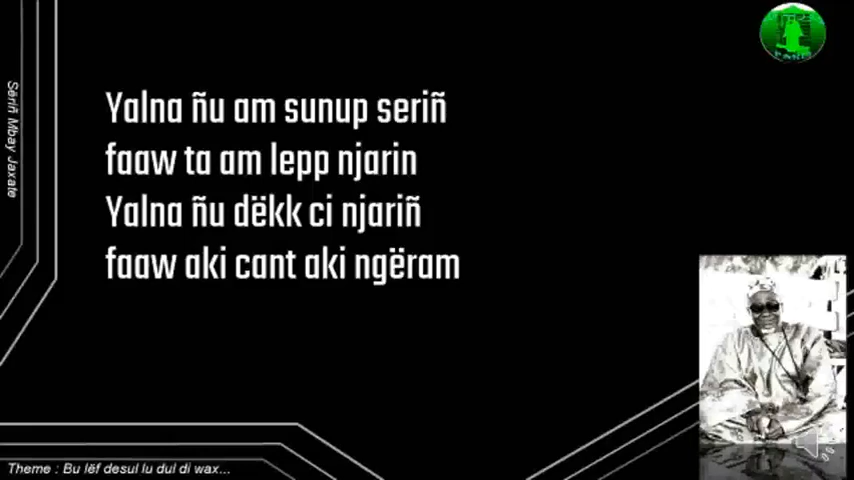 Sëriñ Mbay Jaxate
Yalna ñu am sunup seriñ
faaw ta am lepp njarin
Yalna ñu dëkk ci njariñ
faaw aki cant aki ngëram
Theme : Bu lëf desul lu dul di wax...